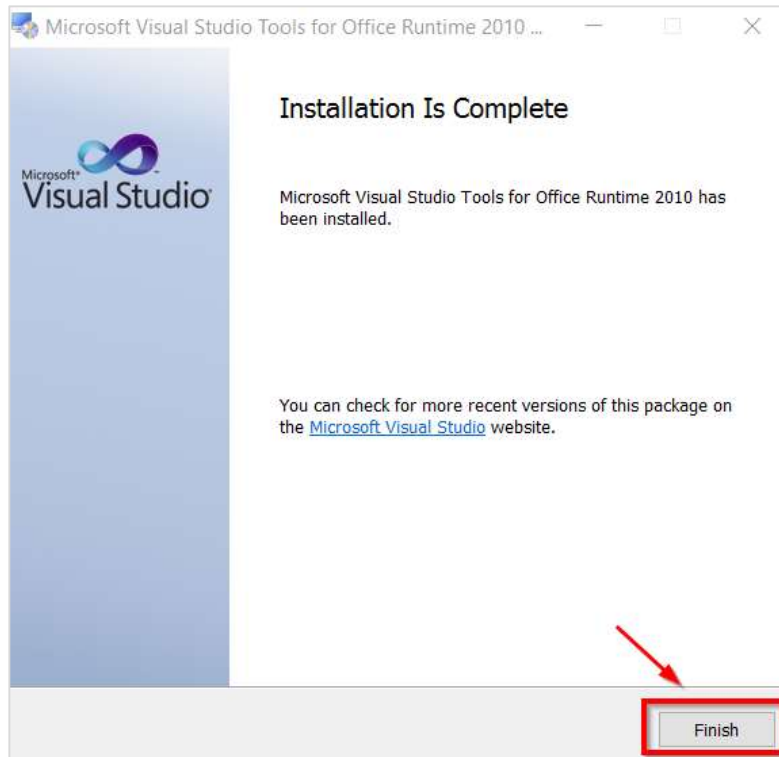 Microsoft Visual Studio Tools for Office Runtime 2010 ...
Installation Is Complete
Microsoft®
Visual Studio®
Microsoft Visual Studio Tools for Office Runtime 2010 has
been installed.
You can check for more recent versions of this package on
the Microsoft Visual Studio website.
Finish